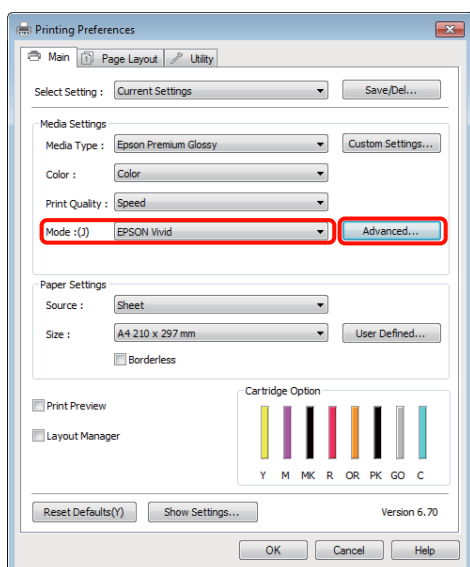 Printing Preferences
Main Page Layout Utility
Select Setting : Current Settings Save/Del...
Media Settings
Media Type : Epson Premium Glossy Custom Settings...
Color : Color
Print Quality : Speed
Mode :(J) EPSON Vivid Advanced...
Paper Settings
Source : Sheet
Size : A4 210 x 297 mm User Defined...
Borderless
Cartridge Option
Print Preview
Layout Manager
Y M MK R OR PK GO C
Reset Defaults(Y) Show Settings... Version 6.70
OK Cancel Help